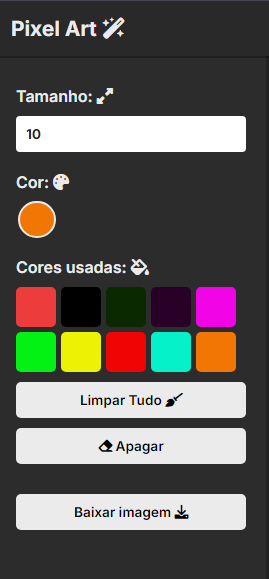 Pixel Art
Tamanho:
10
Cor:
Cores usadas:
Limpar Tudo
Apagar
Baixar imagem